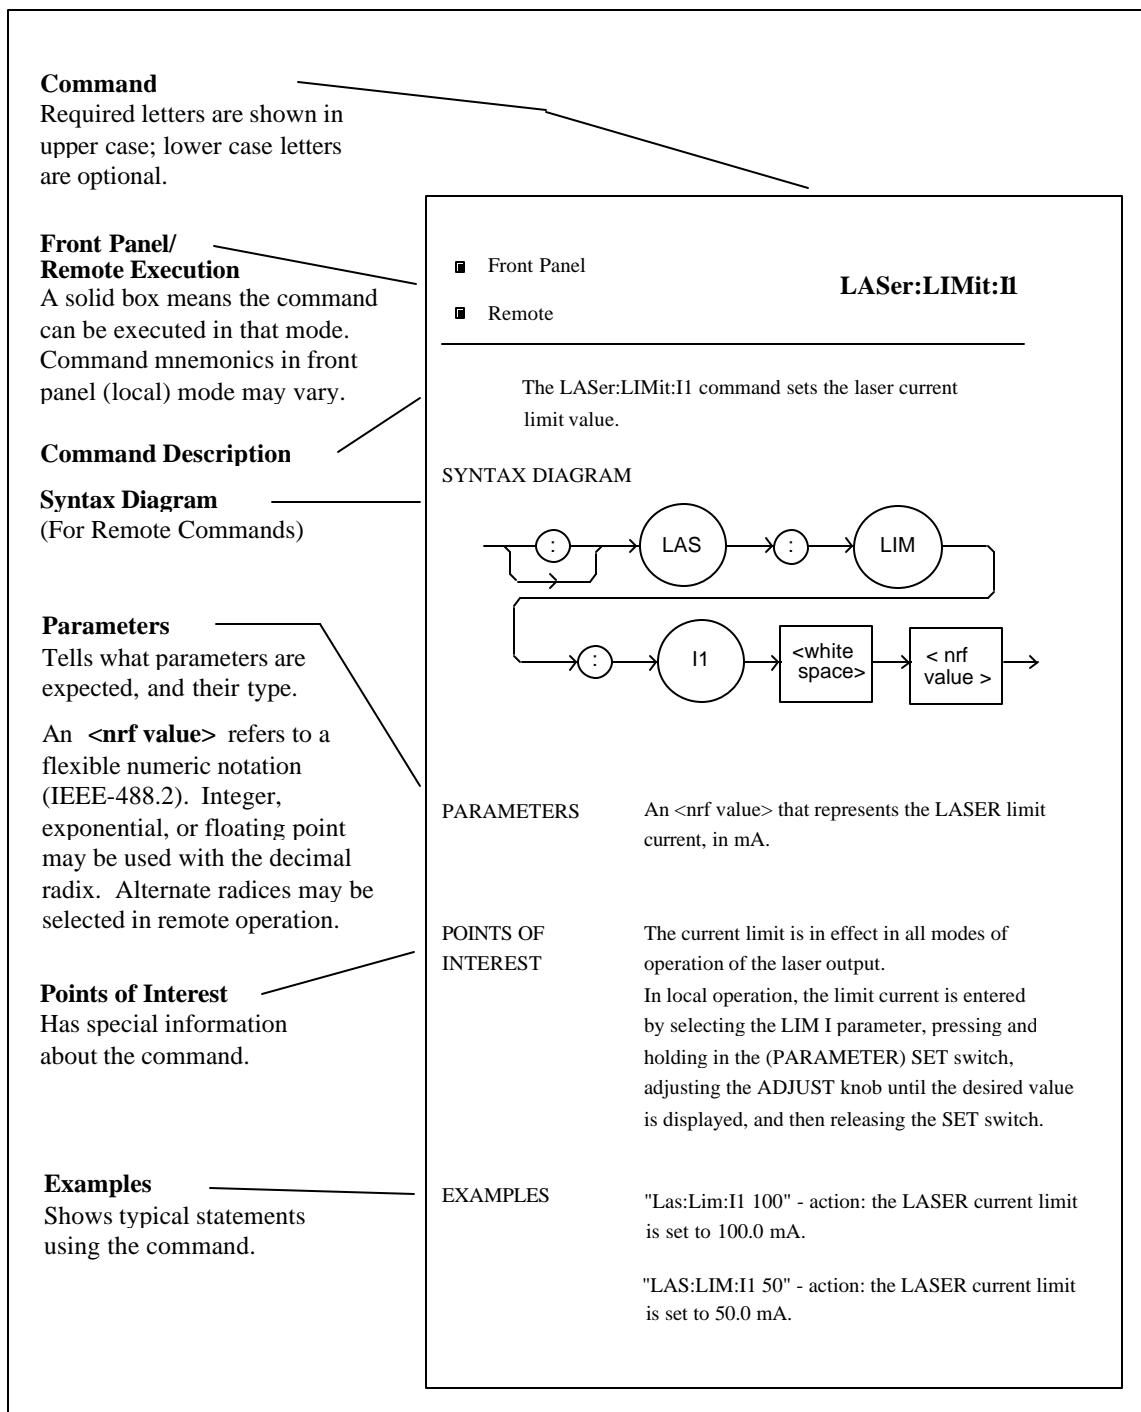 Command
Required letters are shown in
upper case; lower case letters
are optional.
Front Panel/
Remote Execution
A solid box means the command
can be executed in that mode.
Command mnemonics in front
panel (local) mode may vary.
Command Description
Syntax Diagram
(For Remote Commands)
Parameters
Tells what parameters are
expected, and their type.
An <nrf value> refers to a
flexible numeric notation
(IEEE-488.2). Integer,
exponential, or floating point
may be used with the decimal
radix. Alternate radices may be
selected in remote operation.
Points of Interest
Has special information
about the command.
Examples
Shows typical statements
using the command.
Front Panel
Remote
LASer:LIMit:I1
The LASer:LIMit:I1 command sets the laser current
limit value.
SYNTAX DIAGRAM
: LAS : LIM
: I1 <white
space> < nrf
value >
PARAMETERS
An <nrf value> that represents the LASER limit
current, in mA.
POINTS OF
INTEREST
The current limit is in effect in all modes of
operation of the laser output.
In local operation, the limit current is entered
by selecting the LIM I parameter, pressing and
holding in the (PARAMETER) SET switch,
adjusting the ADJUST knob until the desired value
is displayed, and then releasing the SET switch.
EXAMPLES
"Las:Lim:I1 100" - action: the LASER current limit
is set to 100.0 mA.
"LAS:LIM:I1 50" - action: the LASER current limit
is set to 50.0 mA.